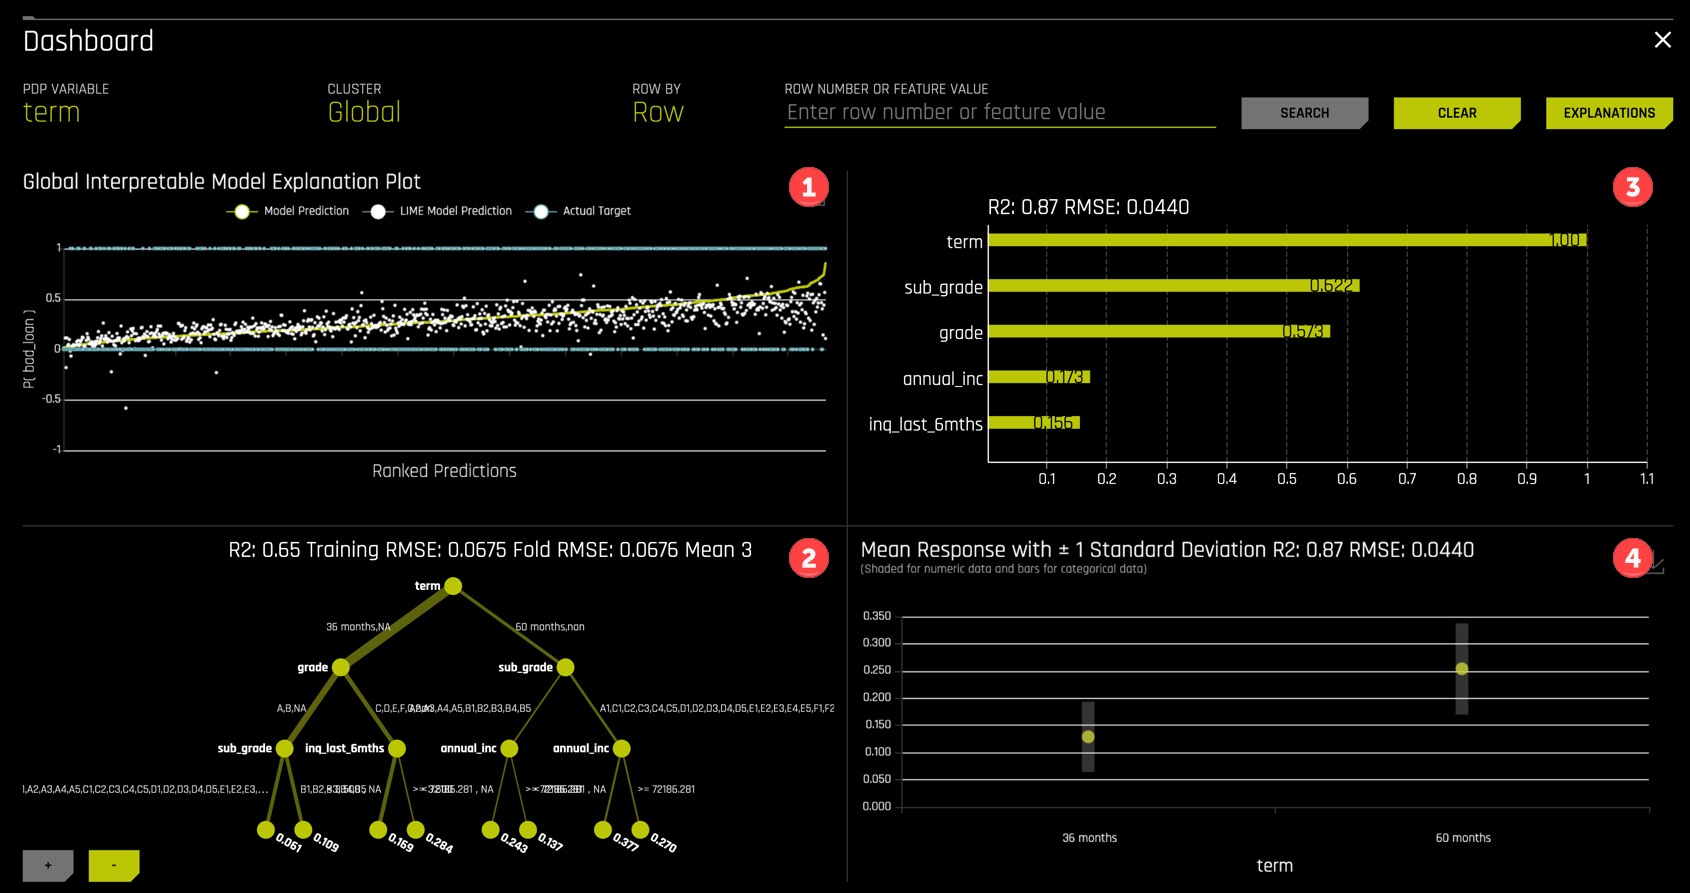 Dashboard
PDP VARIABLE
term
CLUSTER
Global
ROW BY
Row
ROW NUMBER OR FEATURE VALUE
Enter row number or feature value
SEARCH
CLEAR
EXPLANATIONS
Global Interpretable Model Explanation Plot
1
Model Prediction
LIME Model Prediction
Actual Target
1
0.5
0
-0.5
-1
P( bad_loan )
Ranked Predictions
3
R2: 0.87 RMSE: 0.0440
term
1.00
sub_grade
0.622
grade
0.573
annual_inc
0.173
inq_last_6mths
0.156
0.1 0.2 0.3 0.4 0.5 0.6 0.7 0.8 0.9 1 1.1
R2: 0.65 Training RMSE: 0.0675 Fold RMSE: 0.0676 Mean 3
2
term
36 months,NA
60 months,nan
grade
sub_grade
A,B,NA
C,D,E,F,
A4,A5,B1,B2,B3,B4,B5
A1,C1,C2,C3,C4,C5,D1,D2,D3,D4,D5,E1,E2,E3,E4,E5,F1,F2
sub_grade
inq_last_6mths
annual_inc
annual_inc
,A2,A3,A4,A5,C1,C2,C3,C4,C5,D1,D2,D3,D4,D5,E1,E2,E3,...
B1,B2,
NA
, NA
, NA
>= 72186.281
0.061
0.109
0.169
0.284
0.243
0.137
0.377
0.270
+
-
Mean Response with ± 1 Standard Deviation R2: 0.87 RMSE: 0.0440
(Shaded for numeric data and bars for categorical data)
4
0.350
0.300
0.250
0.200
0.150
0.100
0.050
0.000
36 months
60 months
term